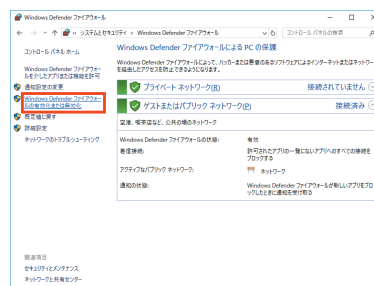 Windows Defender ファイアウォール
システムとセキュリティ › Windows Defender ファイアウォール
コントロール パネルの検索
コントロール パネル ホーム
Windows Defender ファイアウォールを介したアプリまたは機能を許可
通知設定の変更
Windows Defender ファイアウォールの有効化または無効化
既定値に戻す
詳細設定
ネットワークのトラブルシューティング
Windows Defender ファイアウォールによる PC の保護
Windows Defender ファイアウォールによって、ハッカーまたは悪意のあるソフトウェアによるインターネットまたはネットワークを経由したアクセスを防止できるようになります。
プライベート ネットワーク(R)
接続されていません
ゲストまたはパブリック ネットワーク(P)
接続済み
空港、喫茶店など、公共の場のネットワーク
Windows Defender ファイアウォールの状態:
有効
着信接続:
許可されたアプリの一覧にないアプリへのすべての接続をブロックする
アクティブなパブリック ネットワーク:
ネットワーク
通知の状態:
Windows Defender ファイアウォールが新しいアプリをブロックしたときに通知を受け取る
関連項目
セキュリティとメンテナンス
ネットワークと共有センター